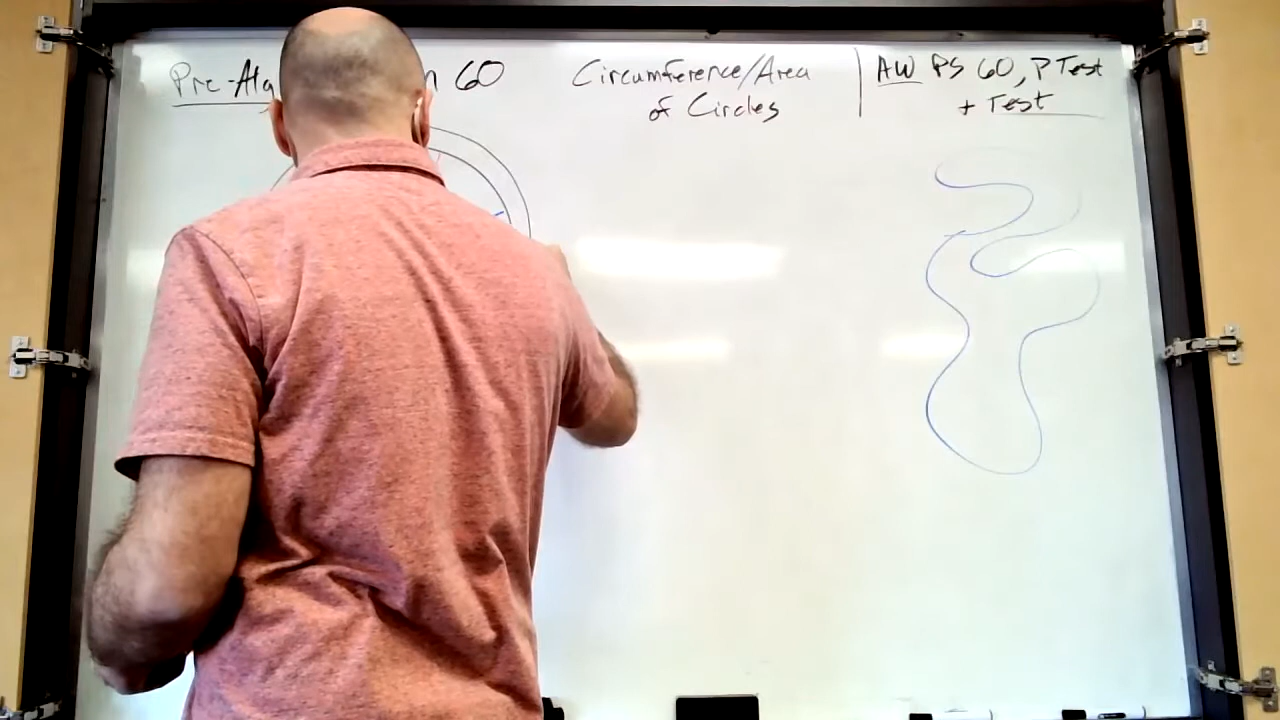 Pre-Alg n 60
Circumference/Area
of Circles
AW PS 60, P Test
+ Test